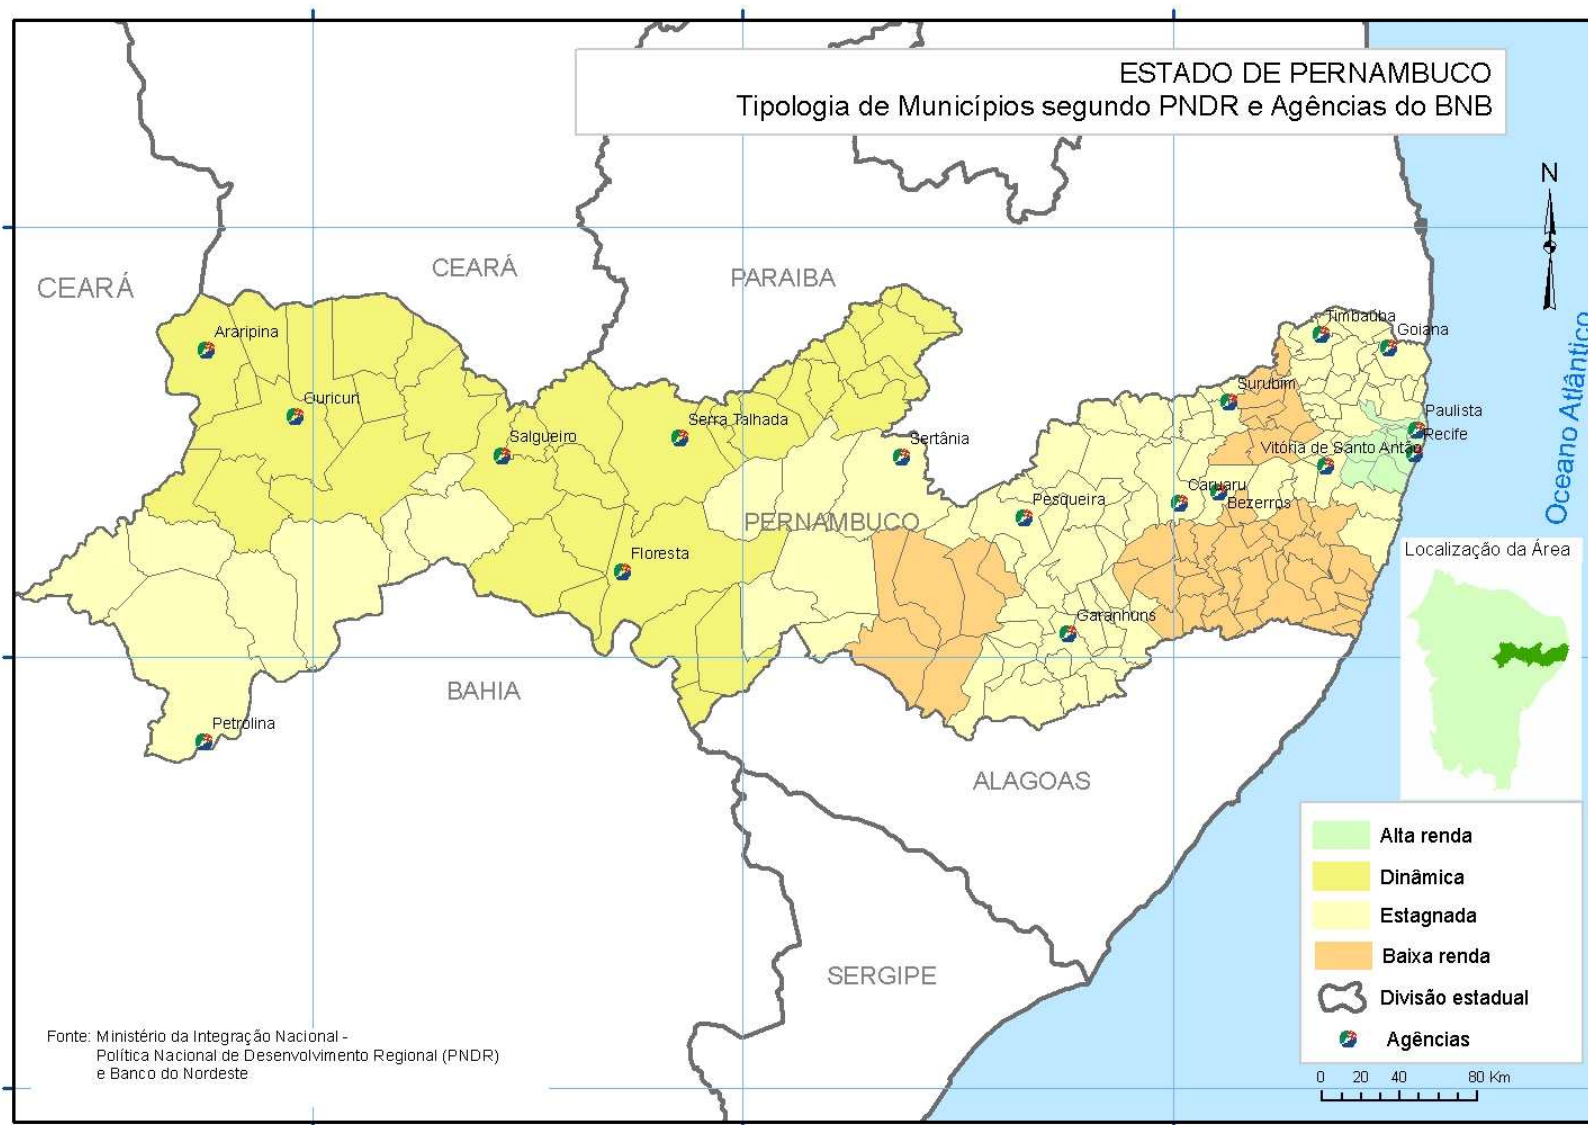 ESTADO DE PERNAMBUCO
Tipologia de Municípios segundo PNDR e Agências do BNB
N
CEARÁ
CEARÁ
PARAIBA
Araripina
Ouricuri
Salgueiro
Serra Talhada
Sertânia
Timbaúba
Goiana
Surubim
Paulista
Recife
Vitória de Santo Antão
Caruaru
Bezerros
Pesqueira
PERNAMBUCO
Floresta
Garanhuns
Petrolina
BAHIA
ALAGOAS
SERGIPE
Oceano Atlântico
Localização da Área
Alta renda
Dinâmica
Estagnada
Baixa renda
Divisão estadual
Agências
0 20 40 80 Km
Fonte: Ministério da Integração Nacional -
Política Nacional de Desenvolvimento Regional (PNDR)
e Banco do Nordeste